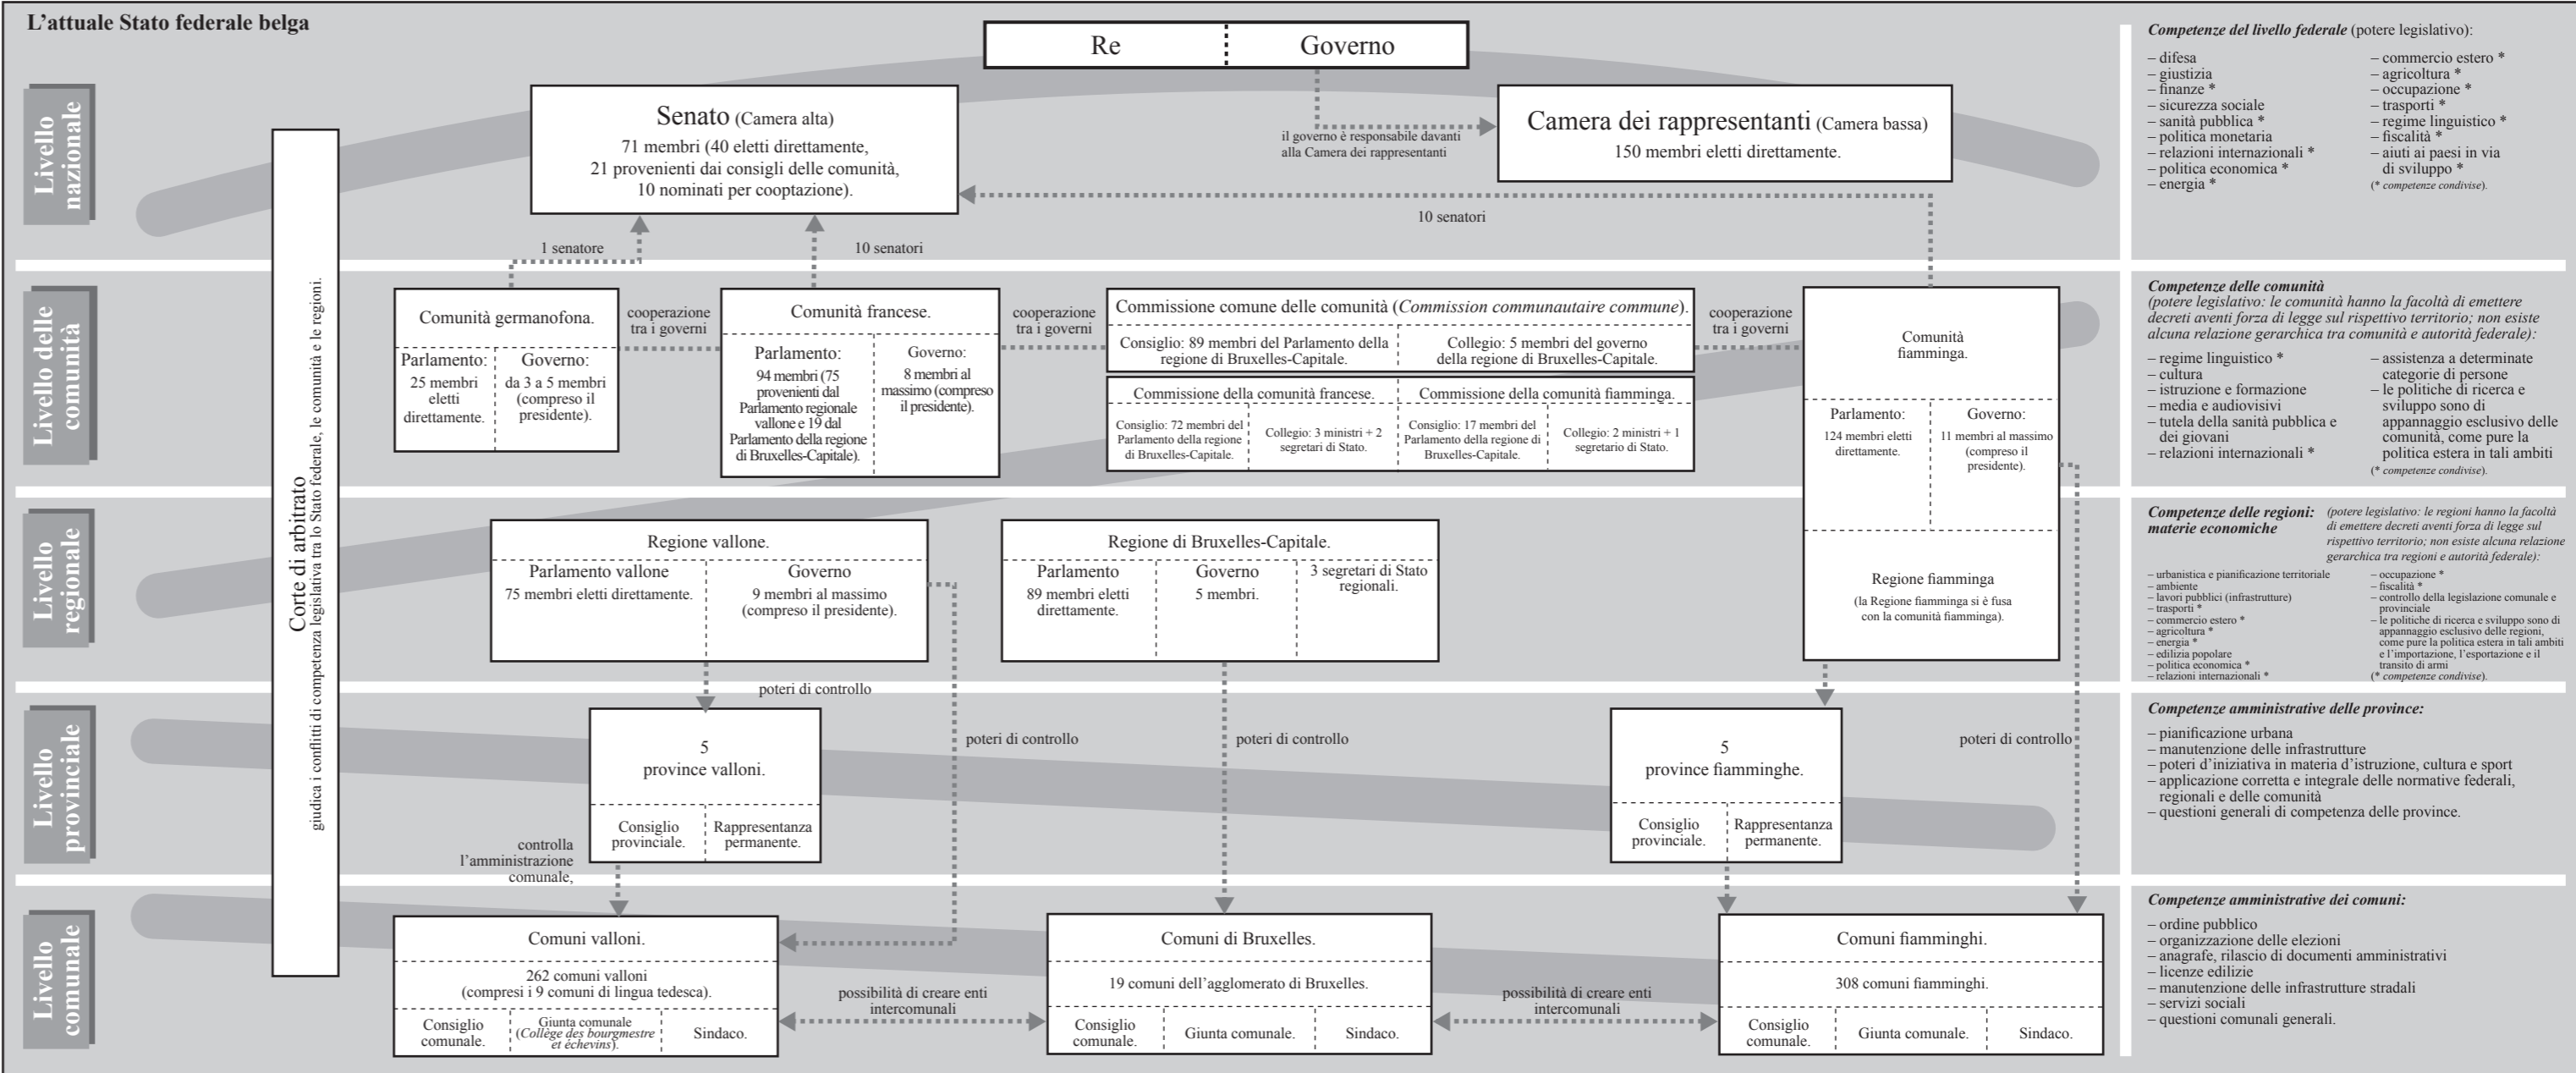 L’attuale Stato federale belga
Re
Governo
Livello
nazionale
Senato (Camera alta)
71 membri (40 eletti direttamente,
21 provenienti dai consigli delle comunità,
10 nominati per cooptazione).
il governo è responsabile davanti
alla Camera dei rappresentanti
Camera dei rappresentanti (Camera bassa)
150 membri eletti direttamente.
1 senatore
10 senatori
10 senatori
Competenze del livello federale (potere legislativo):
– difesa
– giustizia
– finanze *
– sicurezza sociale
– sanità pubblica *
– politica monetaria
– relazioni internazionali *
– politica economica *
– energia *
– commercio estero *
– agricoltura *
– occupazione *
– trasporti *
– regime linguistico *
– fiscalità *
– aiuti ai paesi in via
di sviluppo *
(* competenze condivise).
Corte di arbitrato
giudica i conflitti di competenza legislativa tra lo Stato federale, le comunità e le regioni.
Livello delle
comunità
Comunità germanofona.
Parlamento:
25 membri
eletti
direttamente.
Governo:
da 3 a 5 membri
(compreso il
presidente).
cooperazione
tra i governi
Comunità francese.
Parlamento:
94 membri (75
provenienti dal
Parlamento regionale
vallone e 19 dal
Parlamento della regione
di Bruxelles-Capitale).
Governo:
8 membri al
massimo (compreso
il presidente).
cooperazione
tra i governi
Commissione comune delle comunità (Commission communautaire commune).
Consiglio: 89 membri del Parlamento della
regione di Bruxelles-Capitale.
Collegio: 5 membri del governo
della regione di Bruxelles-Capitale.
Commissione della comunità francese.
Commissione della comunità fiamminga.
Consiglio: 72 membri del
Parlamento della regione
di Bruxelles-Capitale.
Collegio: 3 ministri + 2
segretari di Stato.
Consiglio: 17 membri del
Parlamento della regione di
Bruxelles-Capitale.
Collegio: 2 ministri + 1
segretario di Stato.
cooperazione
tra i governi
Comunità
fiamminga.
Parlamento:
124 membri eletti
direttamente.
Governo:
11 membri al massimo
(compreso il
presidente).
Competenze delle comunità
(potere legislativo: le comunità hanno la facoltà di emettere
decreti aventi forza di legge sul rispettivo territorio; non esiste
alcuna relazione gerarchica tra comunità e autorità federale):
– regime linguistico *
– cultura
– istruzione e formazione
– media e audiovisivi
– tutela della sanità pubblica e
dei giovani
– relazioni internazionali *
– assistenza a determinate
categorie di persone
– le politiche di ricerca e
sviluppo sono di
appannaggio esclusivo delle
comunità, come pure la
politica estera in tali ambiti
(* competenze condivise).
Livello
regionale
Regione vallone.
Parlamento vallone
75 membri eletti direttamente.
Governo
9 membri al massimo
(compreso il presidente).
Regione di Bruxelles-Capitale.
Parlamento
89 membri eletti
direttamente.
Governo
5 membri.
3 segretari di Stato
regionali.
Regione fiamminga
(la Regione fiamminga si è fusa
con la comunità fiamminga).
Competenze delle regioni:
materie economiche
(potere legislativo: le regioni hanno la facoltà
di emettere decreti aventi forza di legge sul
rispettivo territorio; non esiste alcuna relazione
gerarchica tra regioni e autorità federale):
– urbanistica e pianificazione territoriale
– ambiente
– lavori pubblici (infrastrutture)
– trasporti *
– commercio estero *
– agricoltura *
– energia *
– edilizia popolare
– politica economica *
– relazioni internazionali *
– occupazione *
– fiscalità *
– controllo della legislazione comunale e
provinciale
– le politiche di ricerca e sviluppo sono di
appannaggio esclusivo delle regioni,
come pure la politica estera in tali ambiti
e l’importazione, l’esportazione e il
transito di armi
(* competenze condivise).
poteri di controllo
Livello
provinciale
5
province valloni.
Consiglio
provinciale.
Rappresentanza
permanente.
poteri di controllo
poteri di controllo
5
province fiamminghe.
Consiglio
provinciale.
Rappresentanza
permanente.
poteri di controllo
controlla
l’amministrazione
comunale,
Competenze amministrative delle province:
– pianificazione urbana
– manutenzione delle infrastrutture
– poteri d’iniziativa in materia d’istruzione, cultura e sport
– applicazione corretta e integrale delle normative federali,
regionali e delle comunità
– questioni generali di competenza delle province.
Livello
comunale
Comuni valloni.
262 comuni valloni
(compresi i 9 comuni di lingua tedesca).
Consiglio
comunale.
Giunta comunale
(Collège des bourgmestre
et échevins).
Sindaco.
possibilità di creare enti
intercomunali
Comuni di Bruxelles.
19 comuni dell’agglomerato di Bruxelles.
Consiglio
comunale.
Giunta comunale.
Sindaco.
possibilità di creare enti
intercomunali
Comuni fiamminghi.
308 comuni fiamminghi.
Consiglio
comunale.
Giunta comunale.
Sindaco.
Competenze amministrative dei comuni:
– ordine pubblico
– organizzazione delle elezioni
– anagrafe, rilascio di documenti amministrativi
– licenze edilizie
– manutenzione delle infrastrutture stradali
– servizi sociali
– questioni comunali generali.